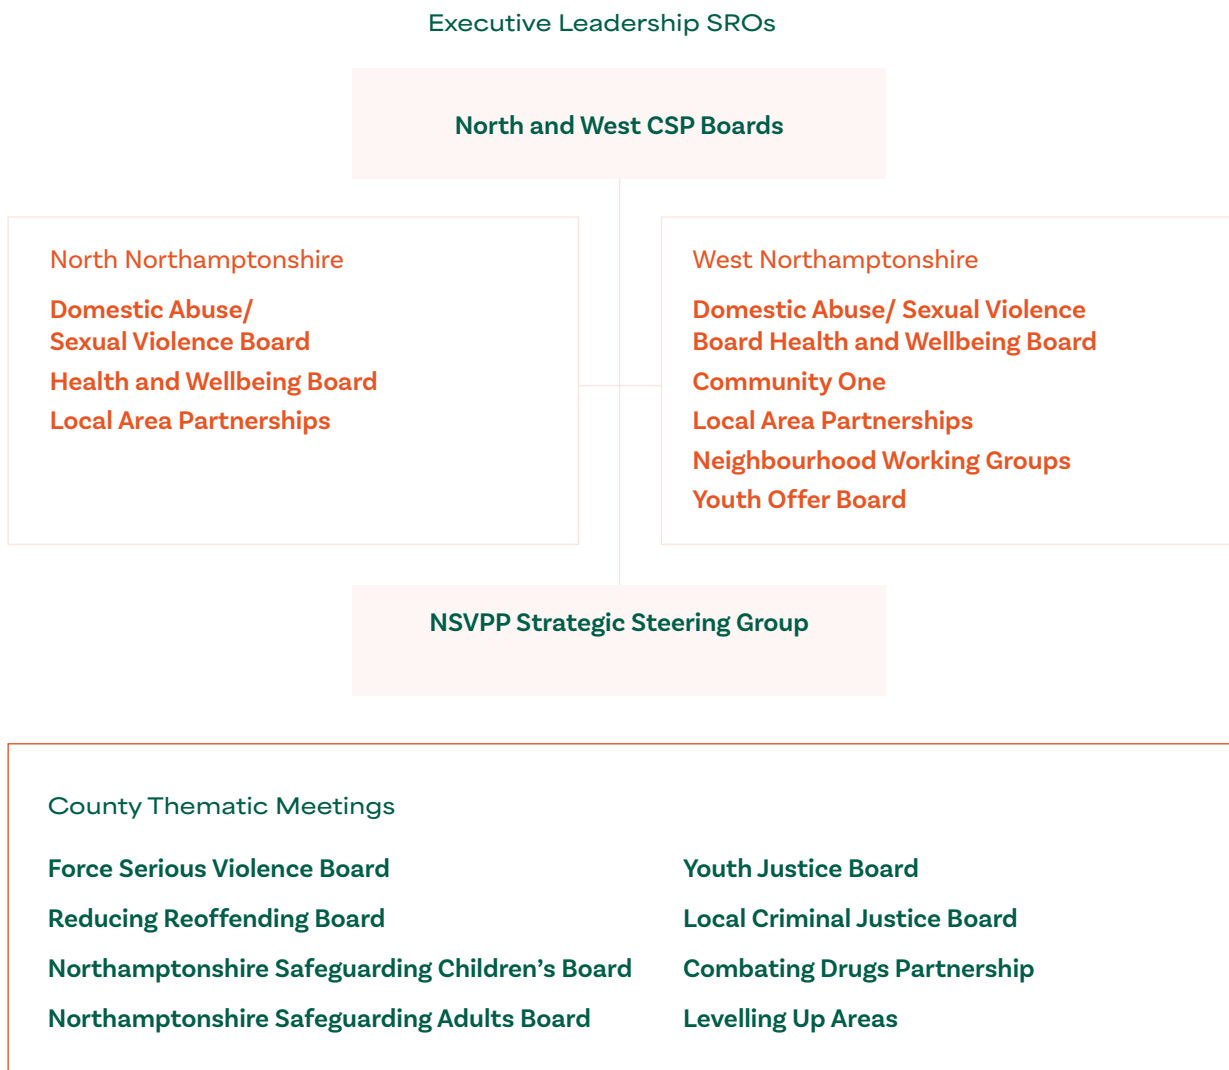 Executive Leadership SROs
North and West CSP Boards
North Northamptonshire
Domestic Abuse/
Sexual Violence Board
Health and Wellbeing Board
Local Area Partnerships
West Northamptonshire
Domestic Abuse/ Sexual Violence
Board Health and Wellbeing Board
Community One
Local Area Partnerships
Neighbourhood Working Groups
Youth Offer Board
NSVPP Strategic Steering Group
County Thematic Meetings
Force Serious Violence Board
Reducing Reoffending Board
Northamptonshire Safeguarding Children’s Board
Northamptonshire Safeguarding Adults Board
Youth Justice Board
Local Criminal Justice Board
Combating Drugs Partnership
Levelling Up Areas